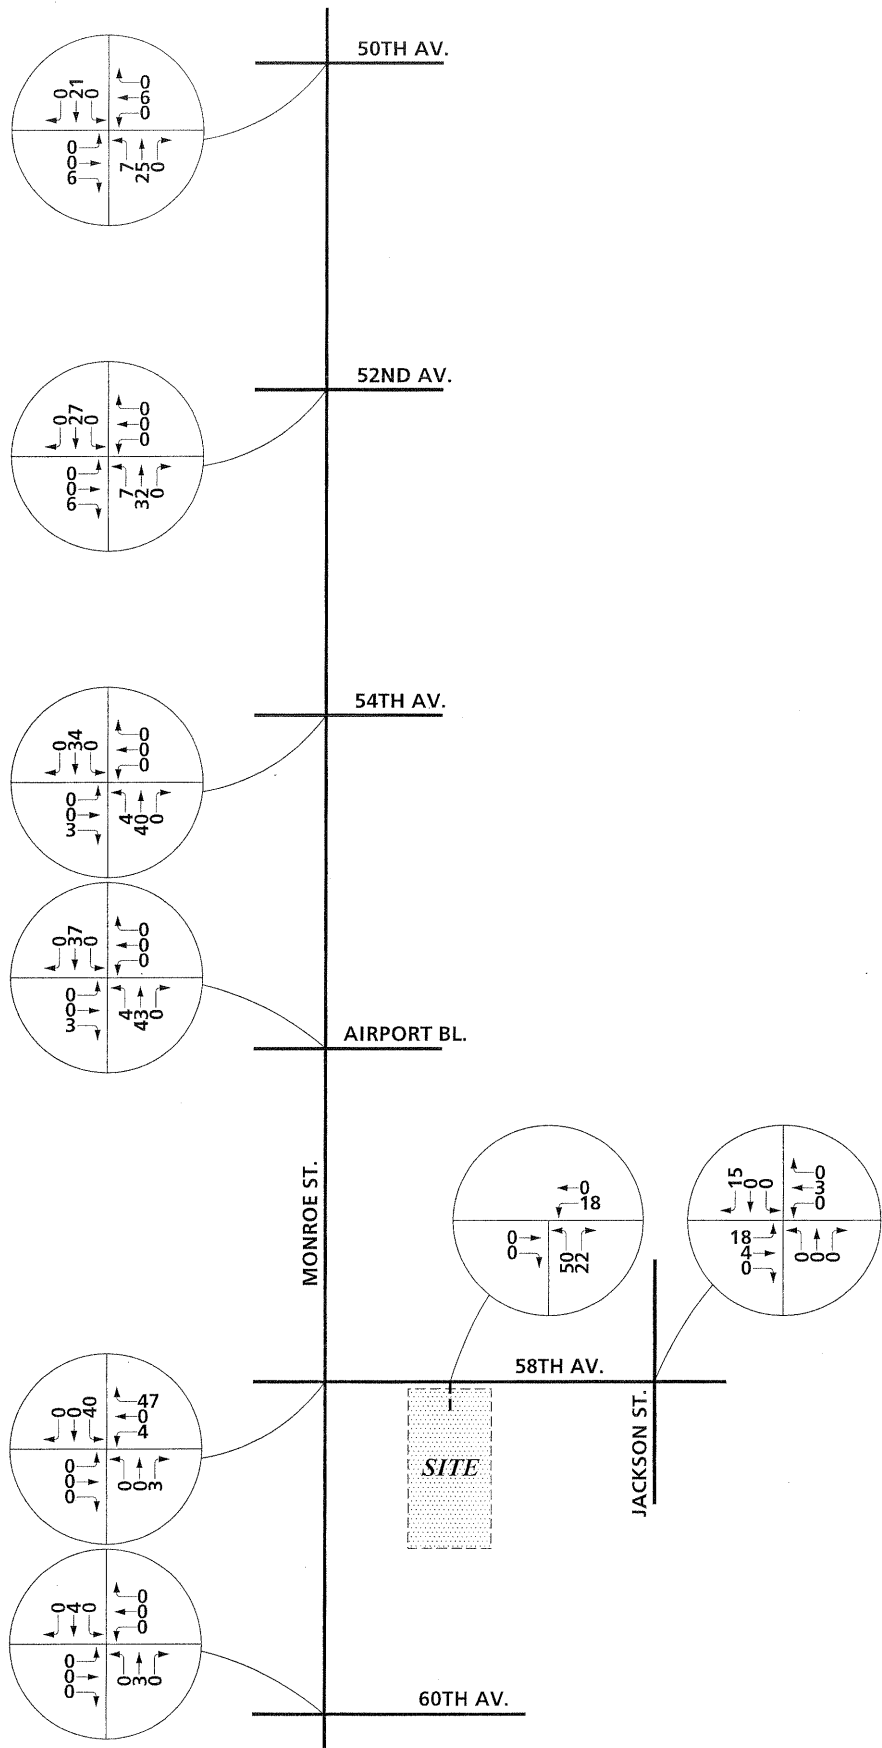 50TH AV.
0 21 0
0
6
0
0
0
6
7 25 0
52ND AV.
0 27 0
0
0
0
0
0
6
7 32 0
54TH AV.
0 34 0
0
0
0
0
0
3
4 40 0
AIRPORT BL.
0 37 0
0
0
0
0
0
3
4 43 0
MONROE ST.
0
18
0
0
50 22
15 0 0
0
3
0
18
4
0
0 0 0
58TH AV.
JACKSON ST.
SITE
0 0 40
47
0
4
0
0
0
0 0 3
60TH AV.
0 4 0
0
0
0
0
0
0
0 3 0